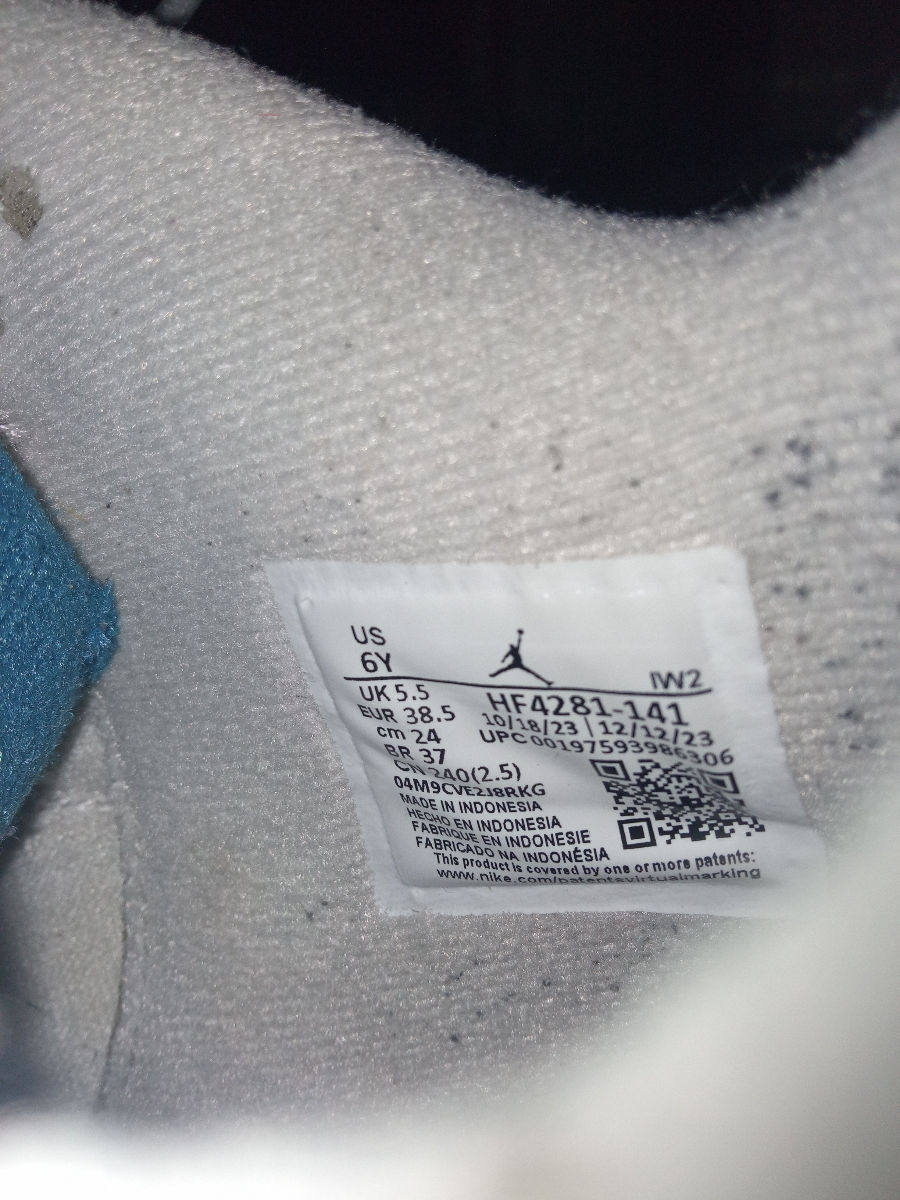 US
6Y
IW2
UK 5.5
HF4281-141
EUR 38.5
10/18/23 | 12/12/23
cm 24
UPC 00197593986306
BR 37
CN 240(2.5)
04M9CVE2J8RKG
MADE IN INDONESIA
HECHO EN INDONESIA
FABRIQUE EN INDONESIE
FABRICADO NA INDONÉSIA
This product is covered by one or more patents:
www.nike.com/patentsvirtualmarking